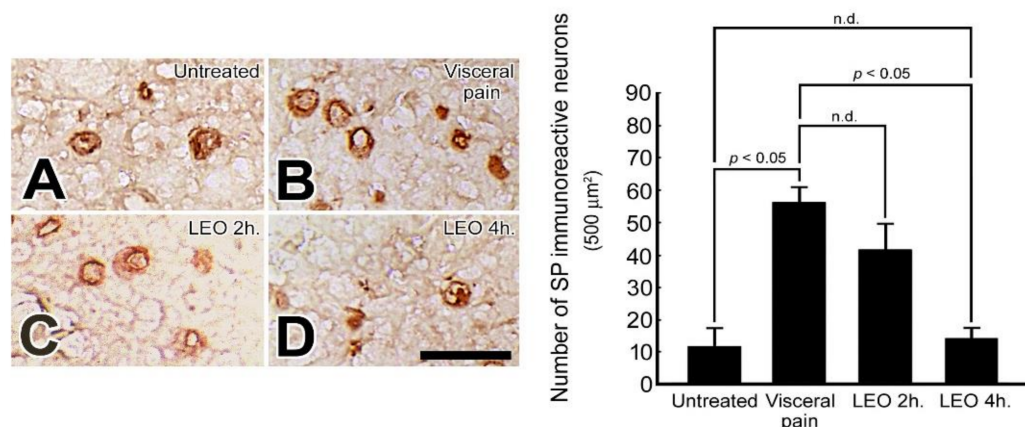 Untreated
A
Visceral
pain
B
LEO 2h.
C
LEO 4h.
D
Number of SP immunoreactive neurons
(500 µm²)
n.d.
p < 0.05
n.d.
p < 0.05
90
80
70
60
50
40
30
20
10
0
Untreated Visceral LEO 2h. LEO 4h.
pain